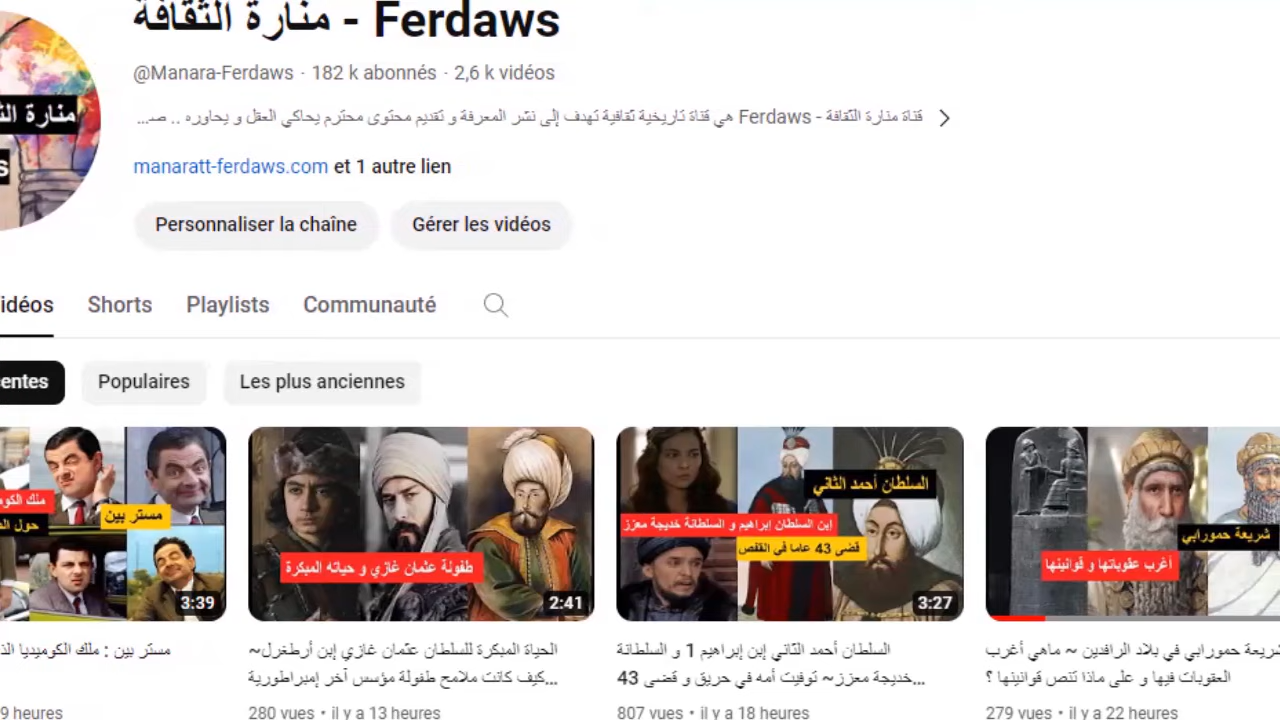 منارة الثقافة - Ferdaws
@Manara-Ferdaws · 182 k abonnés · 2,6 k vidéos
قناة منارة الثقافة - Ferdaws هي قناة تاريخية ثقافية تهدف إلى نشر المعرفة و تقديم محتوى محترم يحاكي العقل و يحاوره .. صـ...
manaratt-ferdaws.com et 1 autre lien
Personnaliser la chaîne
Gérer les vidéos
idéos
Shorts
Playlists
Communauté
entes
Populaires
Les plus anciennes
مستر بين
3:39
طفولة عثمان غازي و حياته المبكرة
2:41
السلطان أحمد الثاني
إبن السلطان إبراهيم و السلطانة خديجة معزز
قضى 43 عاما في القفص
3:27
شريعة حمورابي
أغرب عقوباتها و قوانينها
مستر بين : ملك الكوميديا الذ
9 heures
الحياة المبكرة للسلطان عثمان غازي إبن أرطغرل~
كيف كانت ملامح طفولة مؤسس آخر إمبراطورية...
280 vues • il y a 13 heures
السلطان أحمد الثاني إبن إبراهيم 1 و السلطانة
خديجة معزز~ توفيت أمه في حريق و قضى 43...
807 vues • il y a 18 heures
شريعة حمورابي في بلاد الرافدين ~ ماهي أغرب
العقوبات فيها و على ماذا تنص قوانينها ؟
279 vues • il y a 22 heures